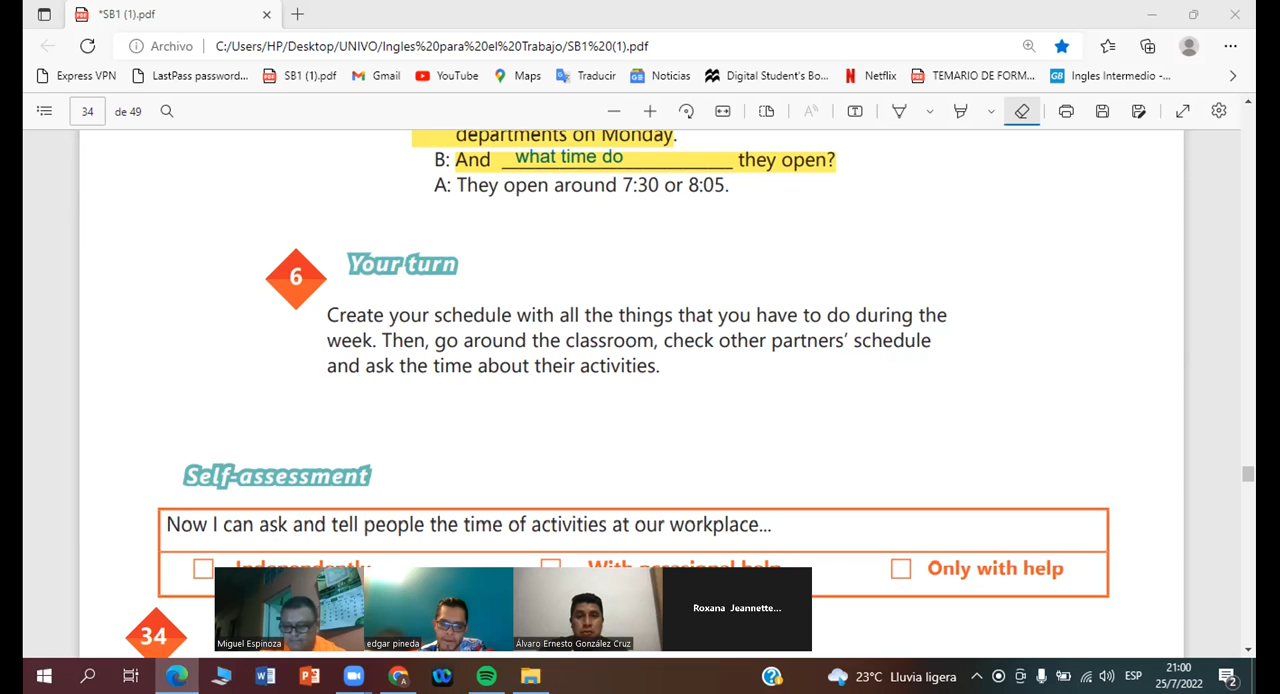 *SB1 (1).pdf
Archivo
C:/Users/HP/Desktop/UNIVO/Ingles%20para%20el%20Trabajo/SB1%20(1).pdf
Express VPN
LastPass password...
SB1 (1).pdf
Gmail
YouTube
Maps
Traducir
Noticias
Digital Student's Bo...
Netflix
TEMARIO DE FORM...
GB Ingles Intermedio -...
34 de 49
departments on Monday.
B: And what time do they open?
A: They open around 7:30 or 8:05.
6 Your turn
Create your schedule with all the things that you have to do during the
week. Then, go around the classroom, check other partners' schedule
and ask the time about their activities.
Self-assessment
Now I can ask and tell people the time of activities at our workplace...
Independently With occasional help Only with help
Roxana Jeannette...
Miguel Espinoza
edgar pineda
Álvaro Ernesto González Cruz
34
23°C Lluvia ligera
ESP
21:00
25/7/2022
2